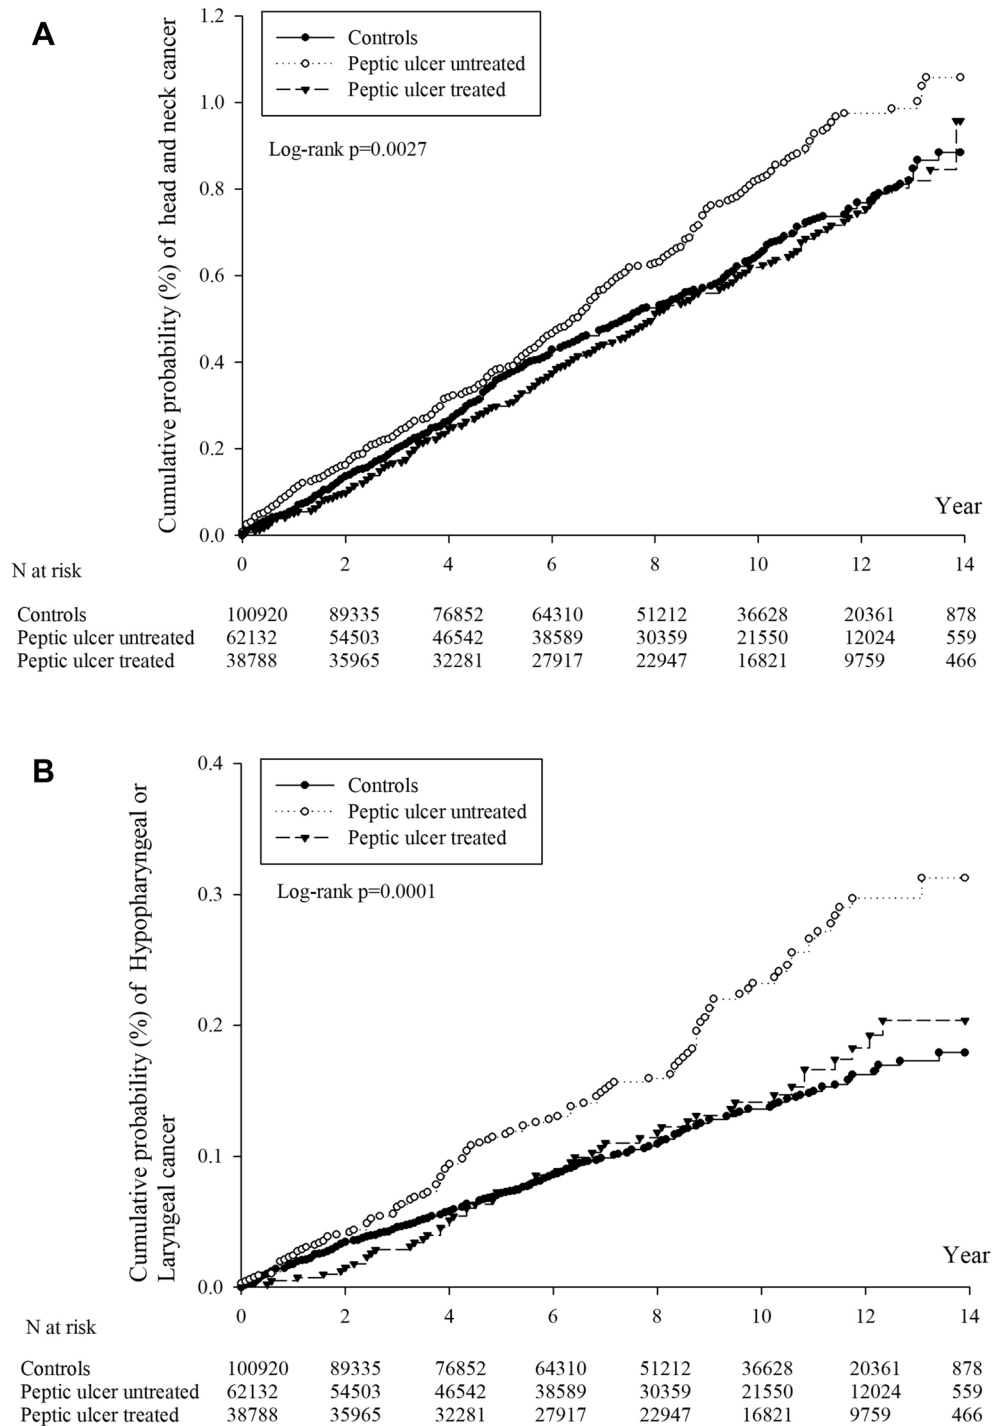 A
Cumulative probability (%) of head and neck cancer
1.2
1.0
0.8
0.6
0.4
0.2
0.0
Controls
Peptic ulcer untreated
Peptic ulcer treated
Log-rank p=0.0027
Year
0 2 4 6 8 10 12 14
N at risk
Controls 100920 89335 76852 64310 51212 36628 20361 878
Peptic ulcer untreated 62132 54503 46542 38589 30359 21550 12024 559
Peptic ulcer treated 38788 35965 32281 27917 22947 16821 9759 466
B
Cumulative probability (%) of Hypopharyngeal or
Laryngeal cancer
0.4
0.3
0.2
0.1
0.0
Controls
Peptic ulcer untreated
Peptic ulcer treated
Log-rank p=0.0001
Year
0 2 4 6 8 10 12 14
N at risk
Controls 100920 89335 76852 64310 51212 36628 20361 878
Peptic ulcer untreated 62132 54503 46542 38589 30359 21550 12024 559
Peptic ulcer treated 38788 35965 32281 27917 22947 16821 9759 466